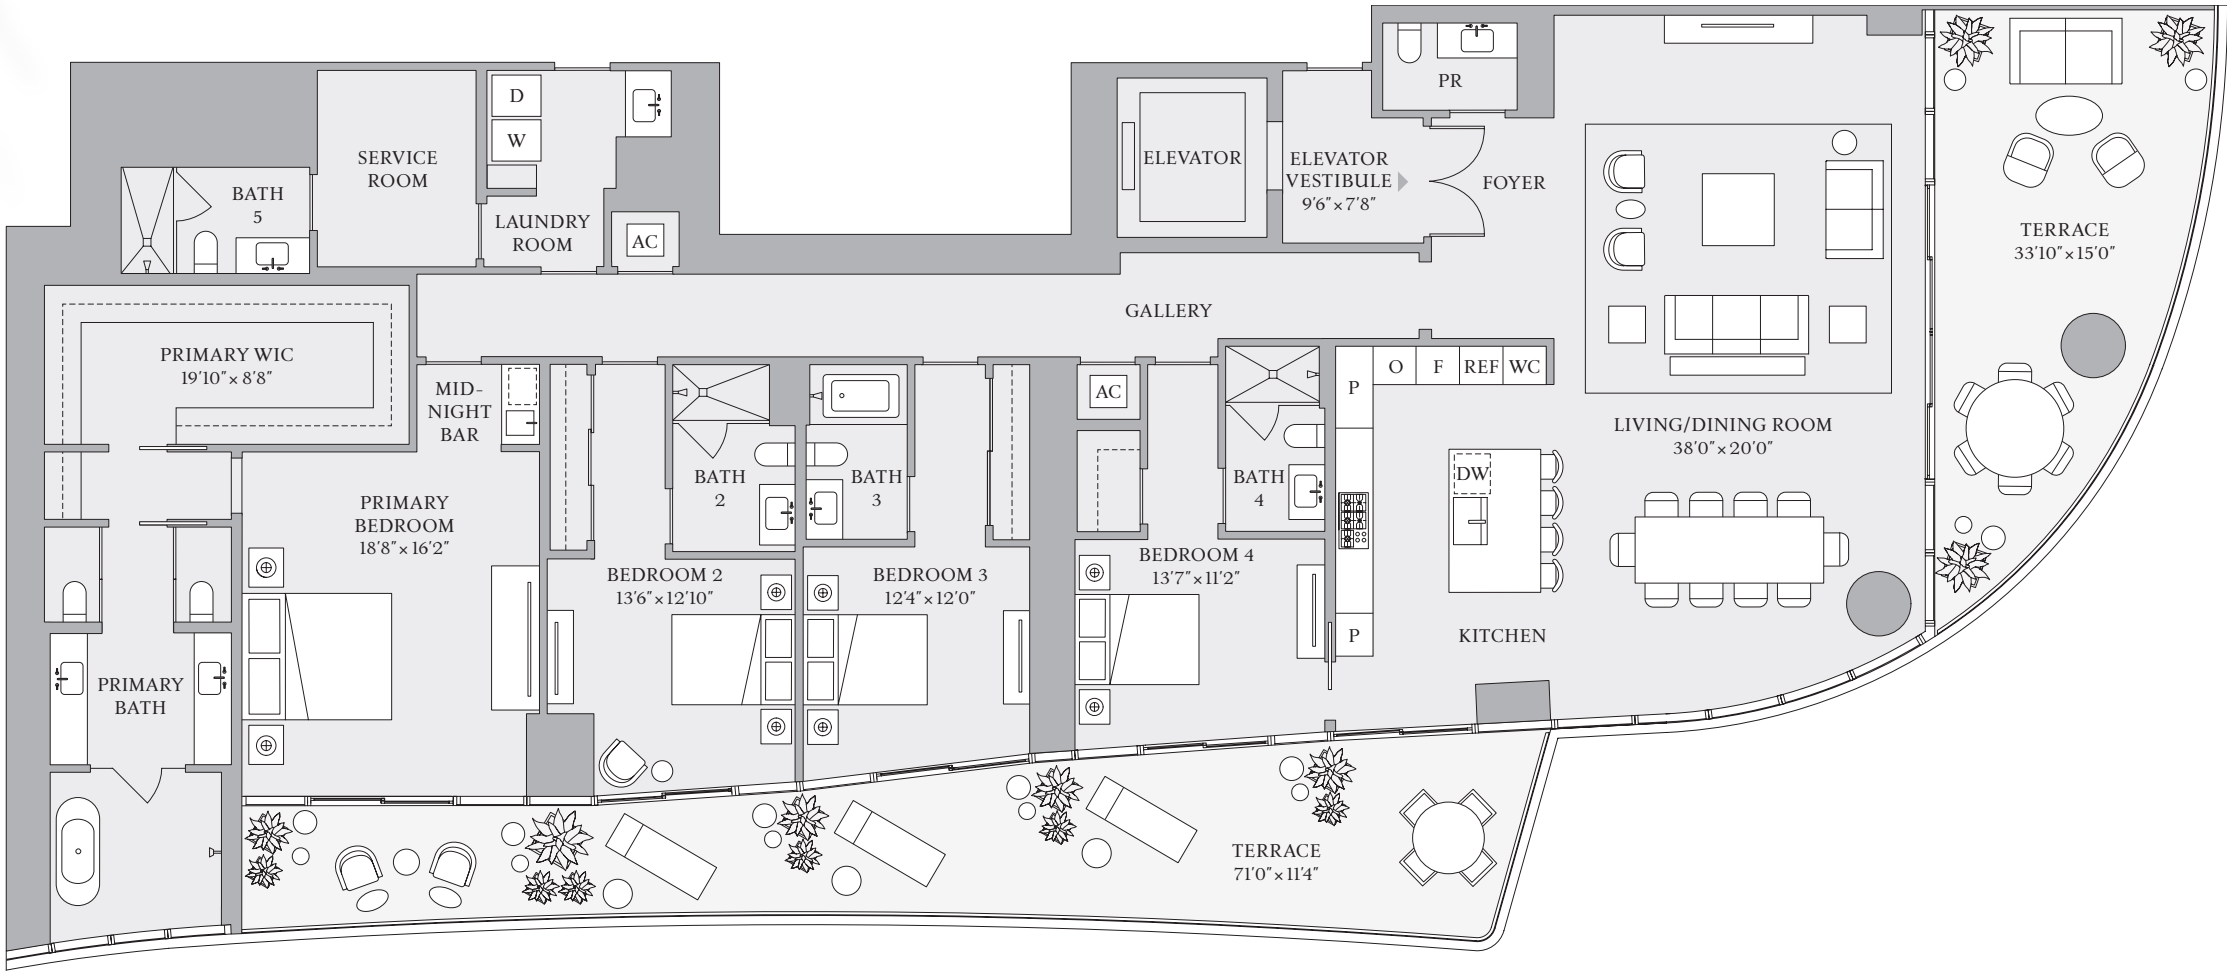 PR
D
W
SERVICE
ROOM
BATH
5
LAUNDRY
ROOM
AC
ELEVATOR
ELEVATOR
VESTIBULE
9'6"×7'8"
FOYER
TERRACE
33'10"×15'0"
GALLERY
PRIMARY WIC
19'10"×8'8"
MID-
NIGHT
BAR
AC
P
O
F
REF
WC
LIVING/DINING ROOM
38'0"×20'0"
PRIMARY
BEDROOM
18'8"×16'2"
BATH
2
BATH
3
BATH
4
DW
BEDROOM 2
13'6"×12'10"
BEDROOM 3
12'4"×12'0"
BEDROOM 4
13'7"×11'2"
P
KITCHEN
PRIMARY
BATH
TERRACE
71'0"×11'4"